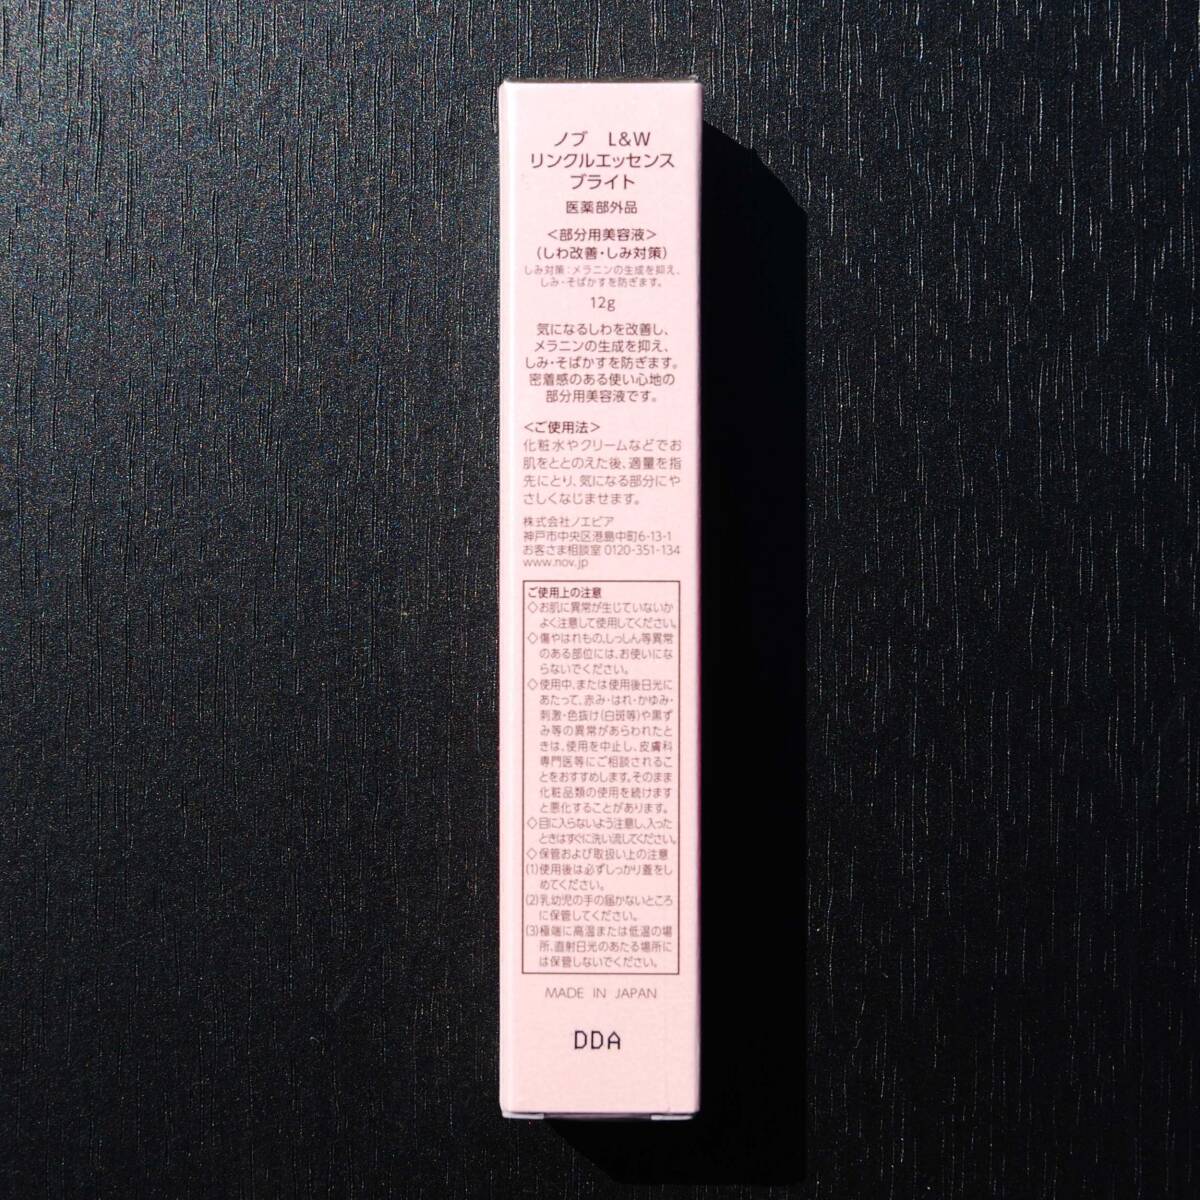 ノブ L&W
リンクルエッセンス
ブライト
医薬部外品
＜部分用美容液＞
(しわ改善・しみ対策)
しみ対策：メラニンの生成を抑え、
しみ・そばかすを防ぎます。
12g
気になるしわを改善し、
メラニンの生成を抑え、
しみ・そばかすを防ぎます。
密着感のある使い心地の
部分用美容液です。
＜ご使用法＞
化粧水やクリームなどでお
肌をととのえた後、適量を指
先にとり、気になる部分にや
さしくなじませます。
株式会社ノエビア
神戸市中央区港島中町6-13-1
お客さま相談室 0120-351-134
www.nov.jp
ご使用上の注意
◇お肌に異常が生じていないか
よく注意して使用してください。
◇傷やはれもの、しっしん等異常
のある部位には、お使いにな
らないでください。
◇使用中、または使用後日光に
あたって、赤み・はれ・かゆみ・
刺激・色抜け(白斑等)や黒ず
み等の異常があらわれたと
きは、使用を中止し、皮膚科
専門医等にご相談されるこ
とをおすすめします。そのまま
化粧品類の使用を続けます
と悪化することがあります。
◇目に入らないよう注意し、入った
ときはすぐに洗い流してください。
◇保管および取扱い上の注意
(1)使用後は必ずしっかり蓋をし
めてください。
(2)乳幼児の手の届かないところ
に保管してください。
(3)極端に高温または低温の場
所、直射日光のあたる場所に
は保管しないでください。
MADE IN JAPAN
DDA